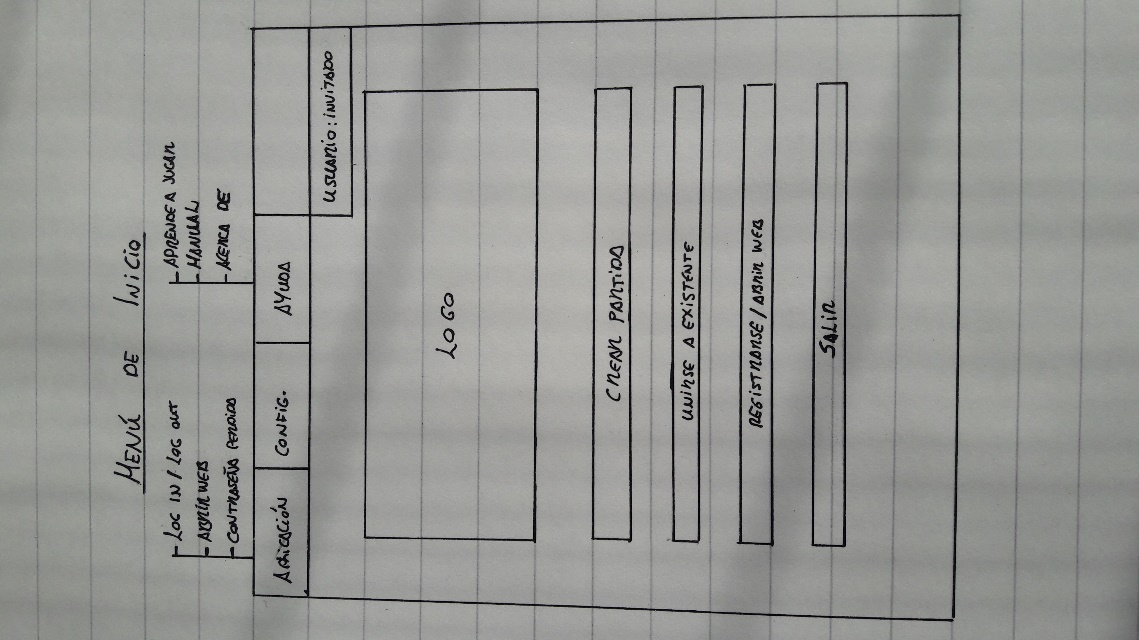 MENÚ DE INICIO
- LOG IN / LOG OUT
- ABRIR WEB
- CONTRASEÑA PERDIDA
- APRENDE A JUGAR
- MANUAL
- ACERCA DE
APLICACIÓN CONFIG. AYUDA
USUARIO: INVITADO
LOGO
CREAR PARTIDA
UNIRSE A EXISTENTE
REGISTRARSE / ABRIR WEB
SALIR